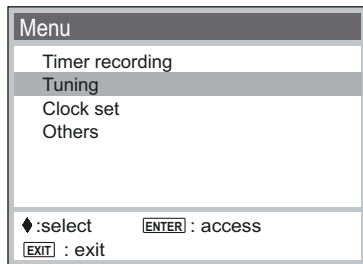 Menu
Timer recording
Tuning
Clock set
Others
♦:select ENTER : access
EXIT : exit